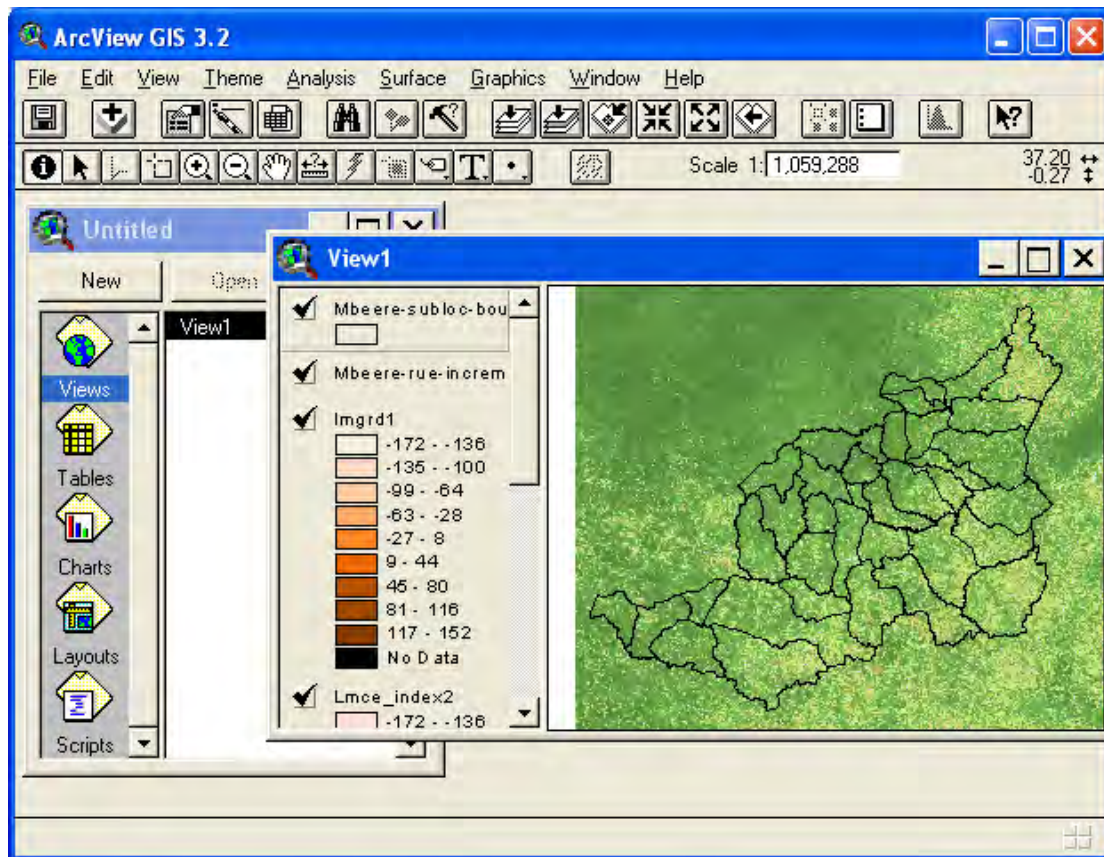 ArcView GIS 3.2
File Edit View Theme Analysis Surface Graphics Window Help
Scale 1: 1,059,288
37.20
-0.27
Untitled
New Open
View1
Views
Tables
Charts
Layouts
Scripts
View1
Mbeere-subloc-bou
Mbeere-rue-increm
Imgrd1
-172 - -136
-135 - -100
-99 - -64
-63 - -28
-27 - 8
9 - 44
45 - 80
81 - 116
117 - 152
No Data
Lmce_index2
-172 - -136